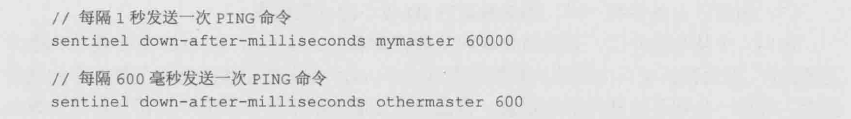 // 每隔 1 秒发送一次 PING 命令
sentinel down-after-milliseconds mymaster 60000
// 每隔 600 毫秒发送一次 PING 命令
sentinel down-after-milliseconds othermaster 600